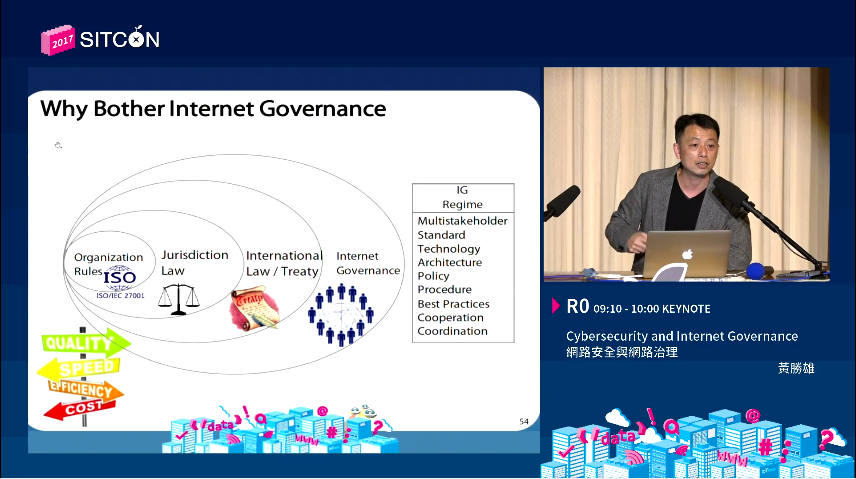 2017 SITCON
Why Bother Internet Governance
Organization
Rules
ISO
ISO/IEC 27001
Jurisdiction
Law
International
Law / Treaty
Treaty
Internet
Governance
IG
Regime
Multistakeholder
Standard
Technology
Architecture
Policy
Procedure
Best Practices
Cooperation
Coordination
QUALITY
SPEED
EFFICIENCY
COST
data
www
54
R0 09:10 - 10:00 KEYNOTE
Cybersecurity and Internet Governance
網路安全與網路治理
黃勝雄
data
www